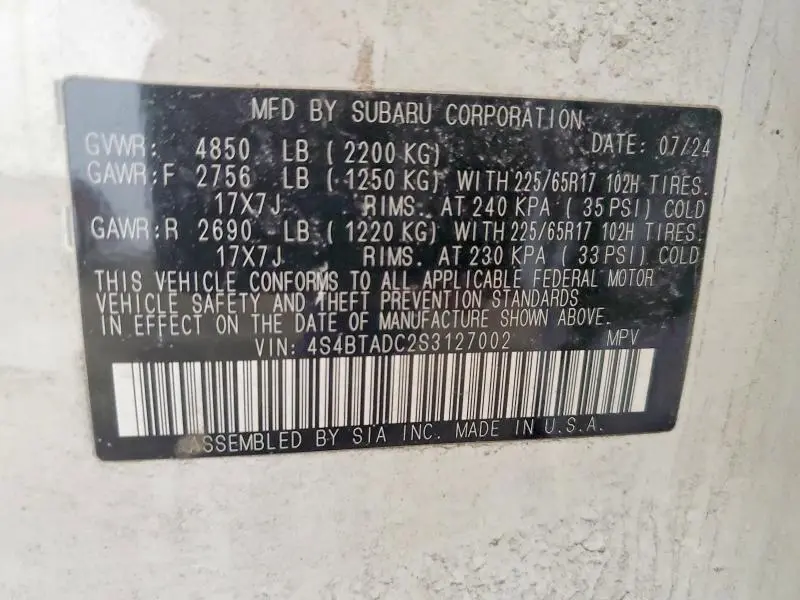 MFD BY SUBARU CORPORATION
GVWR: 4850 LB ( 2200 KG) DATE: 07/24
GAWR:F 2756 LB ( 1250 KG) WITH 225/65R17 102H TIRES.
17X7J RIMS. AT 240 KPA ( 35 PSI) COLD
GAWR:R 2690 LB ( 1220 KG) WITH 225/65R17 102H TIRES.
17X7J RIMS. AT 230 KPA ( 33 PSI) COLD
THIS VEHICLE CONFORMS TO ALL APPLICABLE FEDERAL MOTOR
VEHICLE SAFETY AND THEFT PREVENTION STANDARDS
IN EFFECT ON THE DATE OF MANUFACTURE SHOWN ABOVE.
VIN: 4S4BTADC2S3127002 MPV
ASSEMBLED BY SIA INC. MADE IN U.S.A.